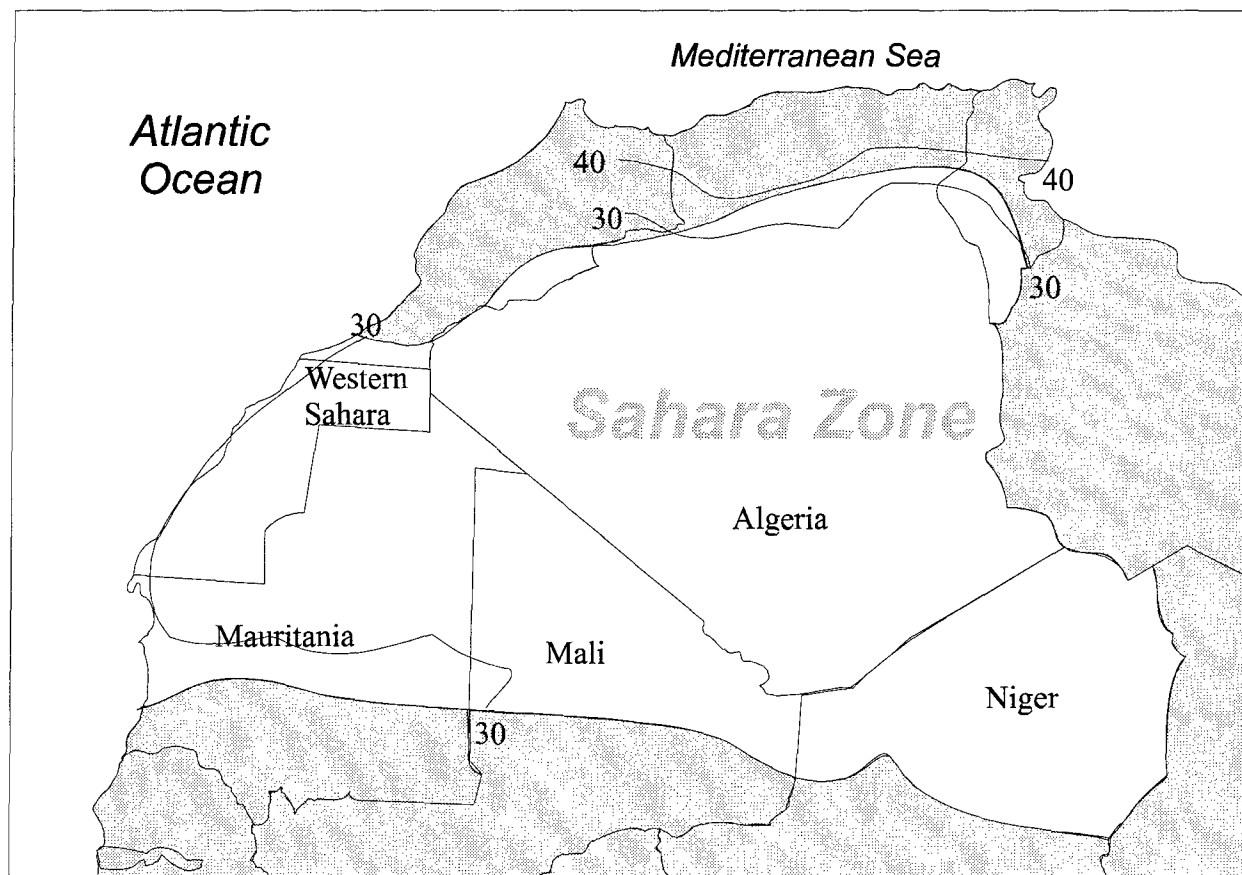 Mediterranean Sea
Atlantic
Ocean
40
40
30
30
30
Western
Sahara
Sahara Zone
Algeria
Mauritania
Mali
Niger
30